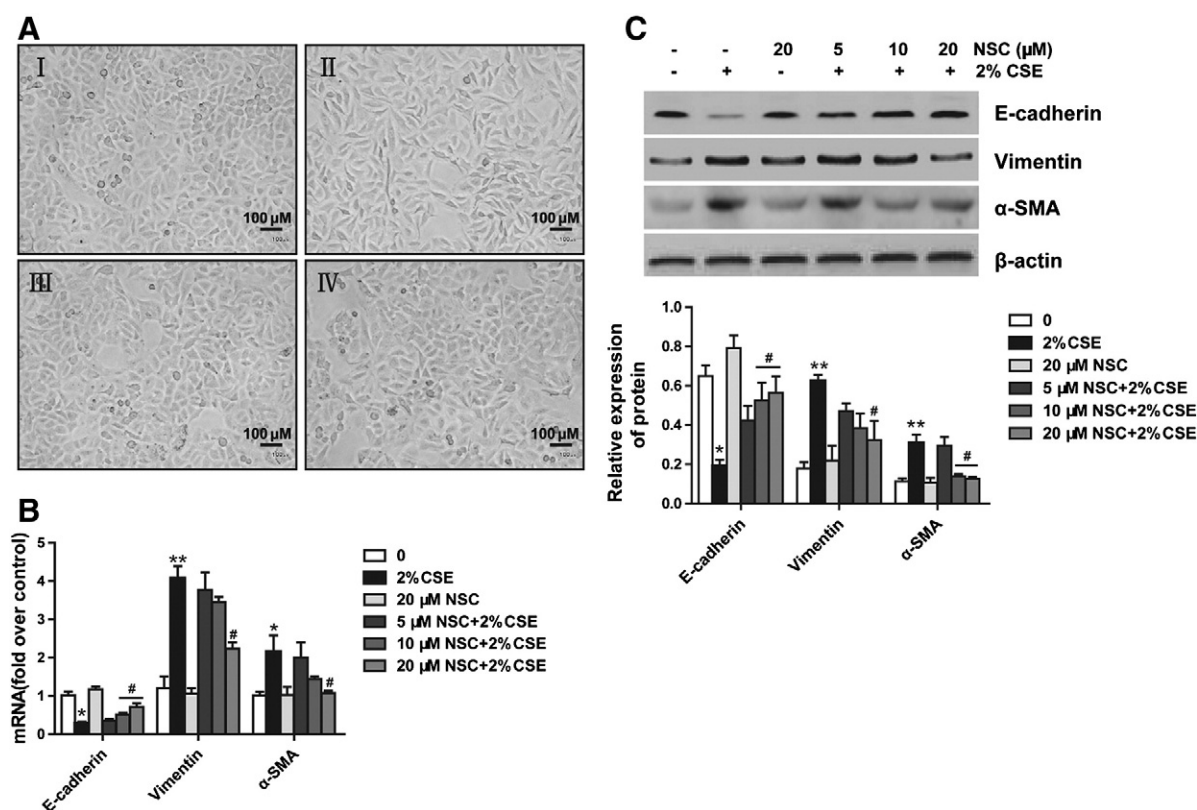 A
I
II
100 µM
100µm
100 µM
III
IV
100 µM
100 µM
B
mRNA(fold over control)
5
4
3
2
1
0
**
*
#
*
#
#
E-cadherin
Vimentin
α-SMA
0
2%CSE
20 µM NSC
5 µM NSC+2%CSE
10 µM NSC+2%CSE
20 µM NSC+2%CSE
C
- - 20 5 10 20 NSC (µM)
- + - + + + 2% CSE
E-cadherin
Vimentin
α-SMA
β-actin
Relative expression
of protein
1.0
0.8
0.6
0.4
0.2
0.0
*
#
**
#
**
#
E-cadherin
Vimentin
α-SMA
0
2%CSE
20 µM NSC
5 µM NSC+2%CSE
10 µM NSC+2%CSE
20 µM NSC+2%CSE